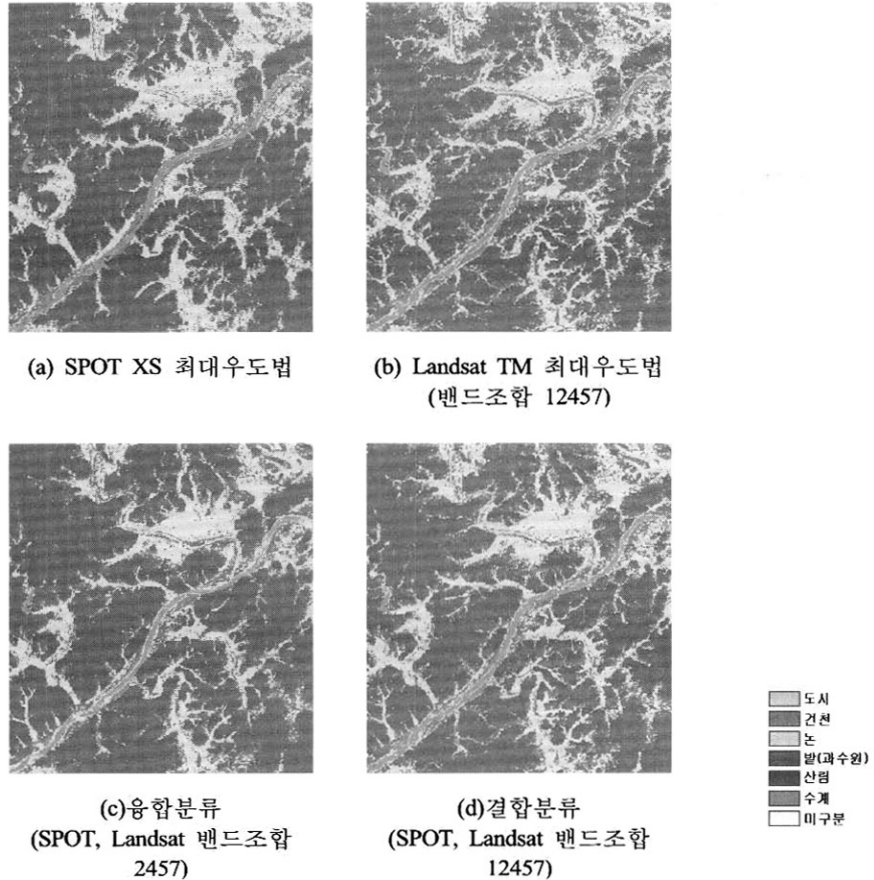 (a) SPOT XS 최대우도법
(b) Landsat TM 최대우도법
(밴드조합 12457)
(c)융합분류
(SPOT, Landsat 밴드조합
2457)
(d)결합분류
(SPOT, Landsat 밴드조합
12457)
도시
건천
논
밭(과수원)
산림
수계
미구분